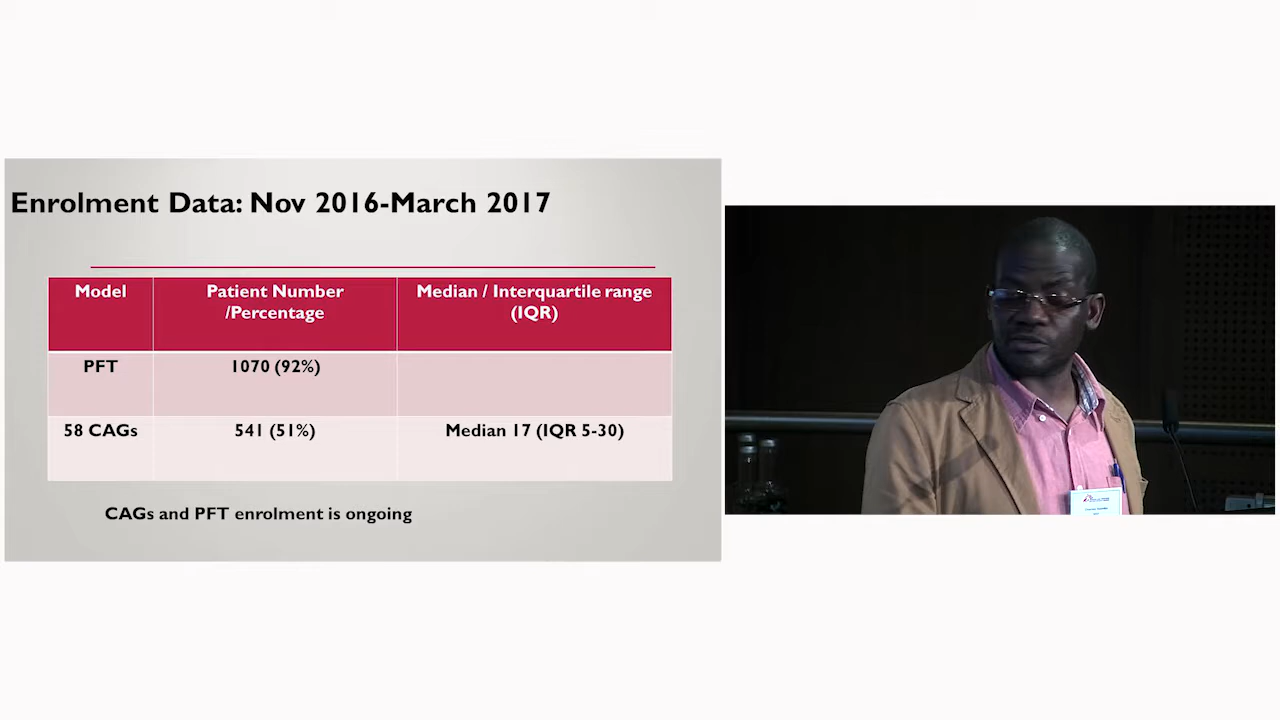 Enrolment Data: Nov 2016-March 2017
Model
Patient Number
/Percentage
Median / Interquartile range
(IQR)
PFT
1070 (92%)
58 CAGs
541 (51%)
Median 17 (IQR 5-30)
CAGs and PFT enrolment is ongoing